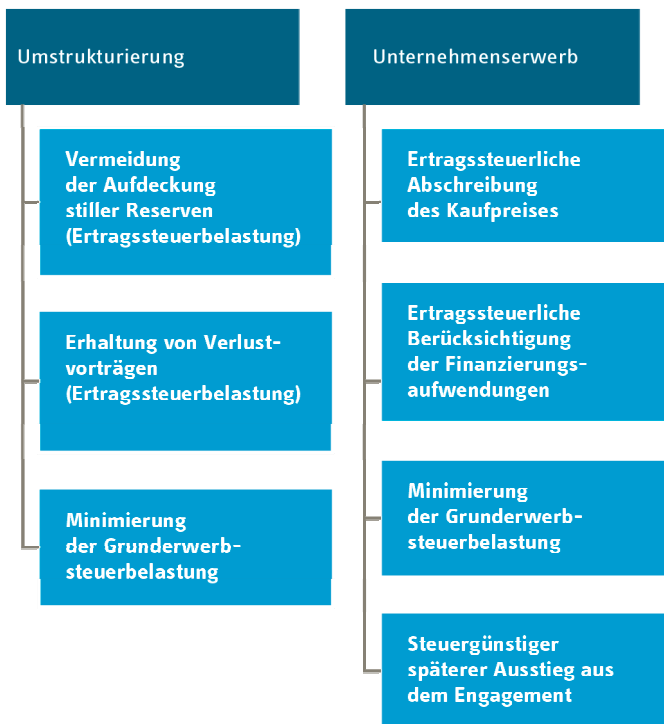 Umstrukturierung
Vermeidung
der Aufdeckung
stiller Reserven
(Ertragssteuerbelastung)
Erhaltung von Verlust-
vorträgen
(Ertragssteuerbelastung)
Minimierung
der Grunderwerb-
steuerbelastung
Unternehmenserwerb
Ertragssteuerliche
Abschreibung
des Kaufpreises
Ertragssteuerliche
Berücksichtigung
der Finanzierungs-
aufwendungen
Minimierung
der Grunderwerb-
steuerbelastung
Steuergünstiger
späterer Ausstieg aus
dem Engagement